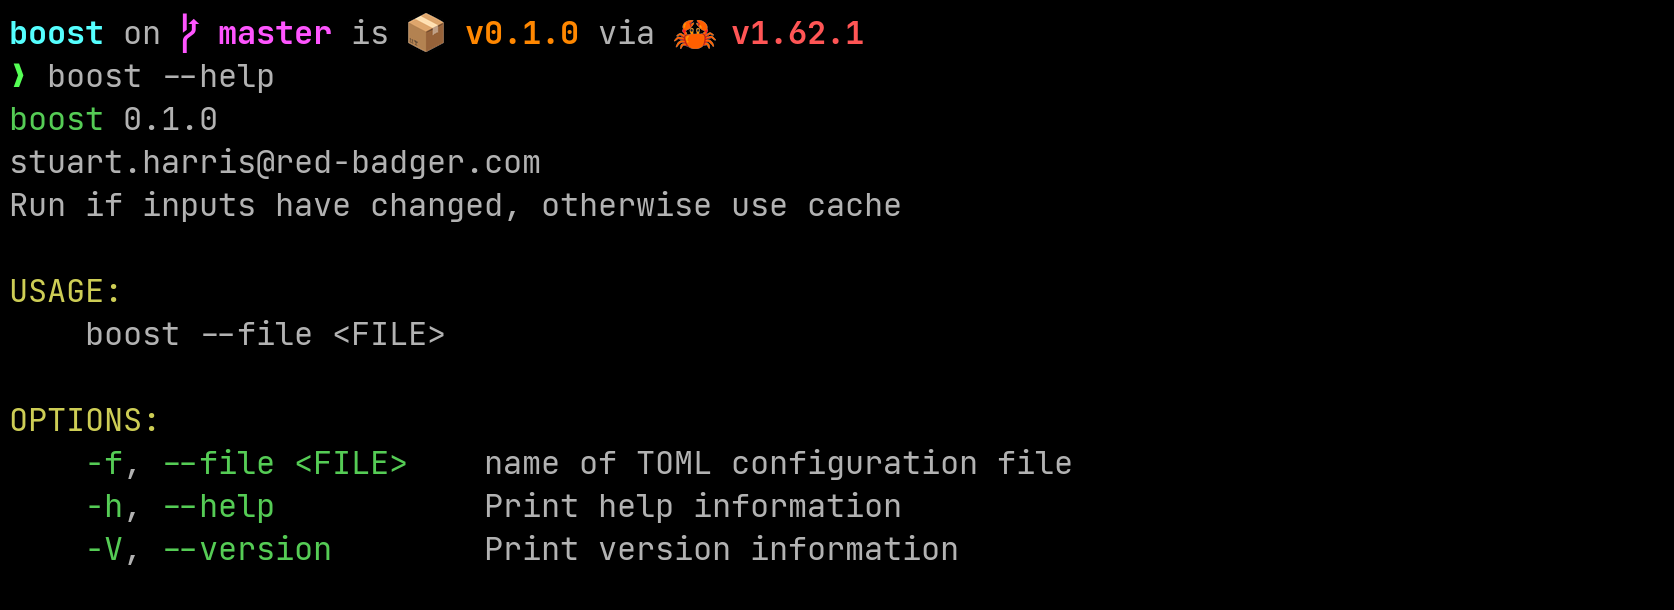 boost on master is 📦 v0.1.0 via 🦀 v1.62.1
❯ boost --help
boost 0.1.0
stuart.harris@red-badger.com
Run if inputs have changed, otherwise use cache
USAGE:
    boost --file <FILE>
OPTIONS:
    -f, --file <FILE>    name of TOML configuration file
    -h, --help           Print help information
    -V, --version        Print version information